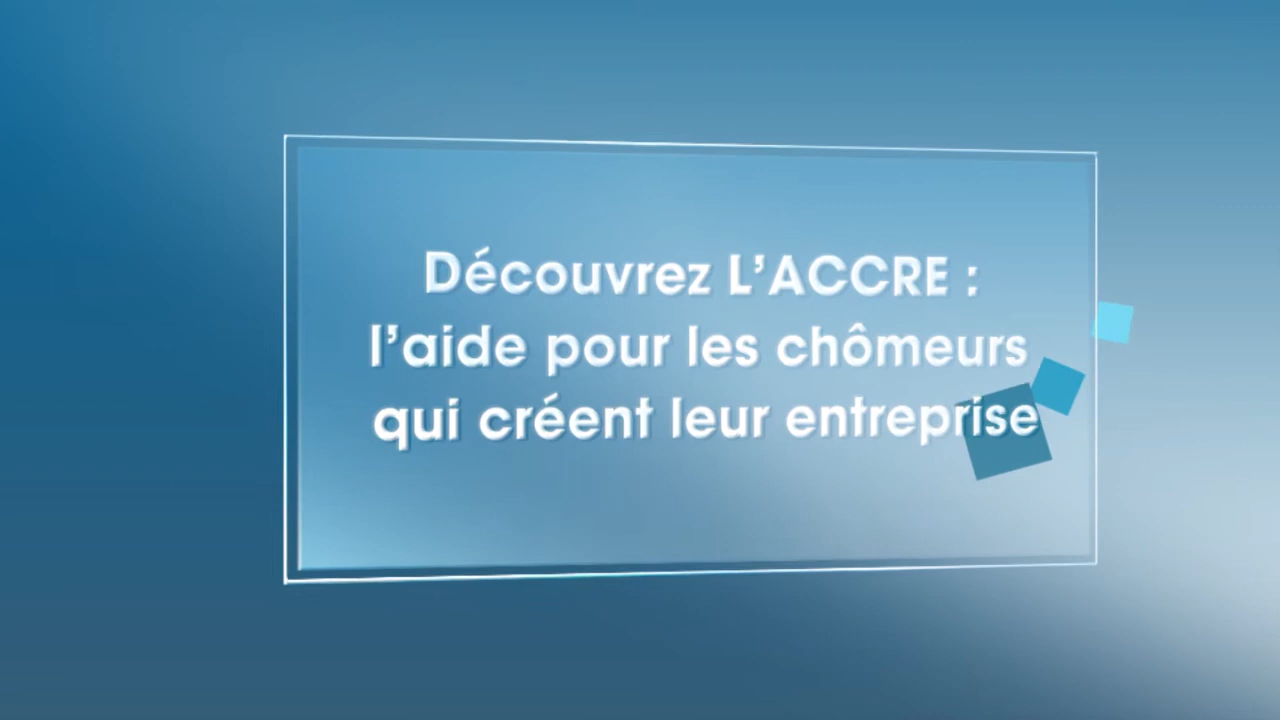 Découvrez L’ACCRE :
l’aide pour les chômeurs
qui créent leur entreprise